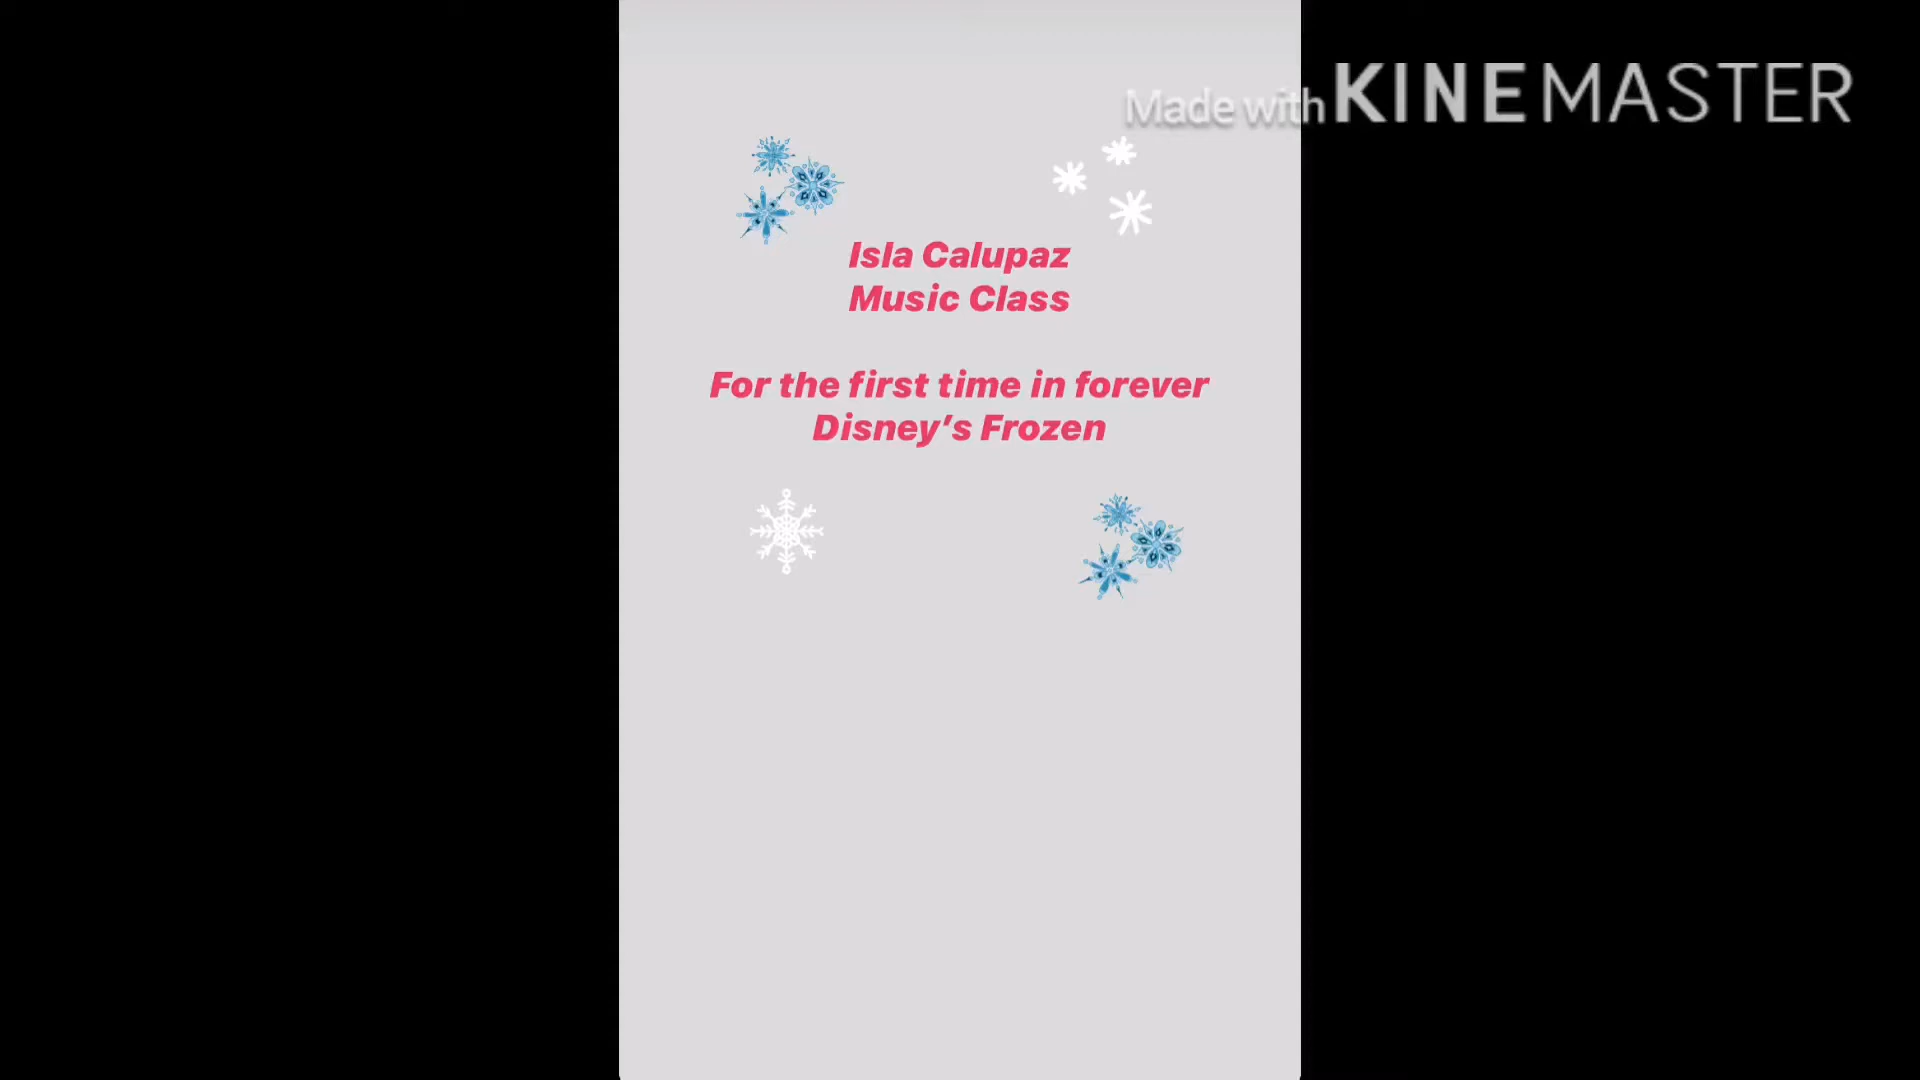 Made with KINEMASTER
Isla Calupaz
Music Class
For the first time in forever
Disney’s Frozen